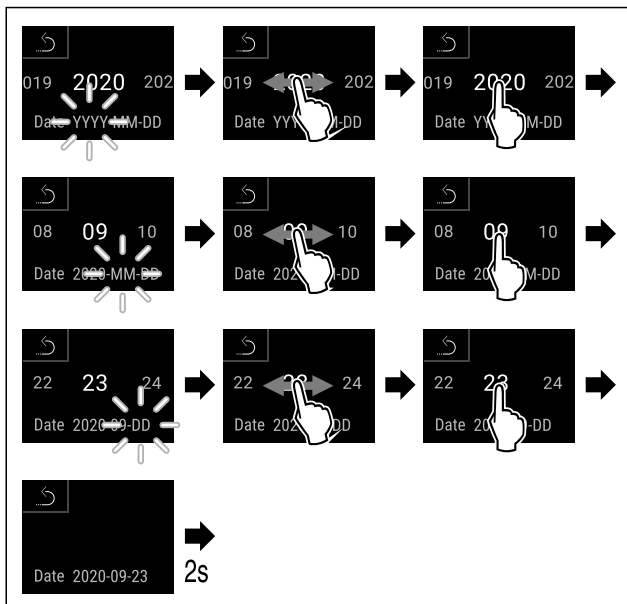 019 2020 202
Date YYYY-MM-DD
019 202
Date YY -DD
019 2020 202
Date YY M-DD
08 09 10
Date 2020-MM-DD
08 10
Date 202 -DD
08 09 10
Date 20 M-DD
22 23 24
Date 2020-09-DD
22 24
Date 202 DD
22 23 24
Date 20 -DD
Date 2020-09-23
2s